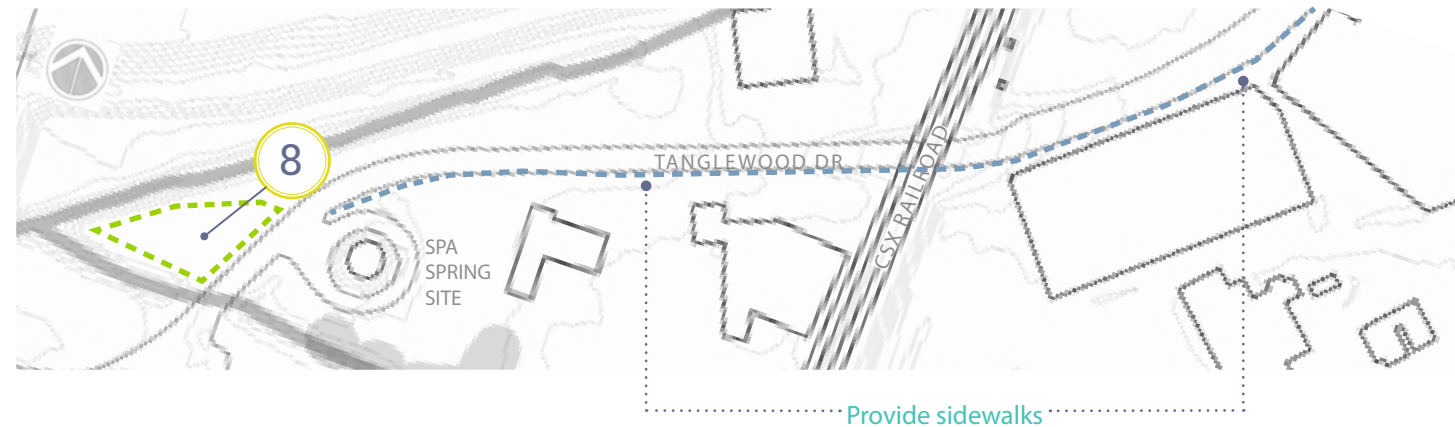 8
TANGLEWOOD DR
CSX RAILROAD
SPA
SPRING
SITE
Provide sidewalks